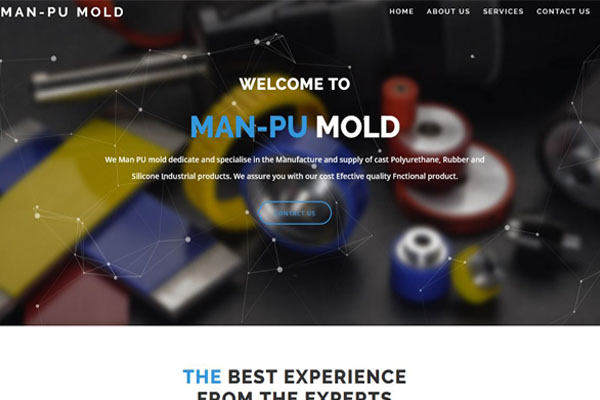 MAN-PU MOLD
HOME ABOUT US SERVICES CONTACT US
WELCOME TO
MAN-PU MOLD
We Man PU mold dedicate and specialise in the Manufacture and supply of cast Polyurethane, Rubber and
Silicone Industrial products. We assure you with our cost Efective quality Fnctional product.
CONTACT US
THE BEST EXPERIENCE
FROM THE EXPERTS